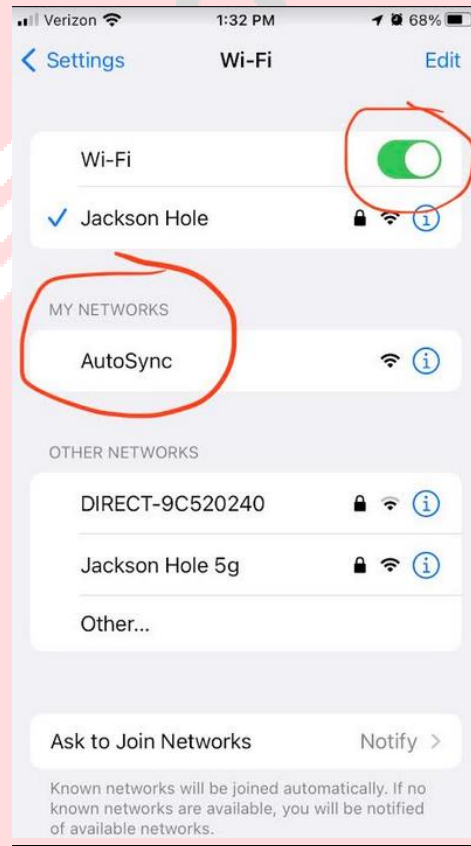 Verizon 1:32 PM 68%
Settings Wi-Fi Edit
Wi-Fi
Jackson Hole
MY NETWORKS
AutoSync
OTHER NETWORKS
DIRECT-9C520240
Jackson Hole 5g
Other...
Ask to Join Networks Notify
Known networks will be joined automatically. If no
known networks are available, you will be notified
of available networks.